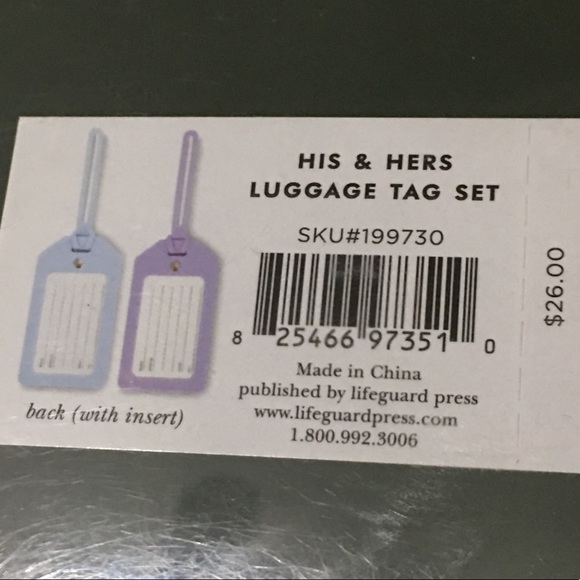 HIS & HERS
LUGGAGE TAG SET
SKU#199730
8 25466 97351 0
Made in China
published by lifeguard press
www.lifeguardpress.com
1.800.992.3006
back (with insert)
$26.00